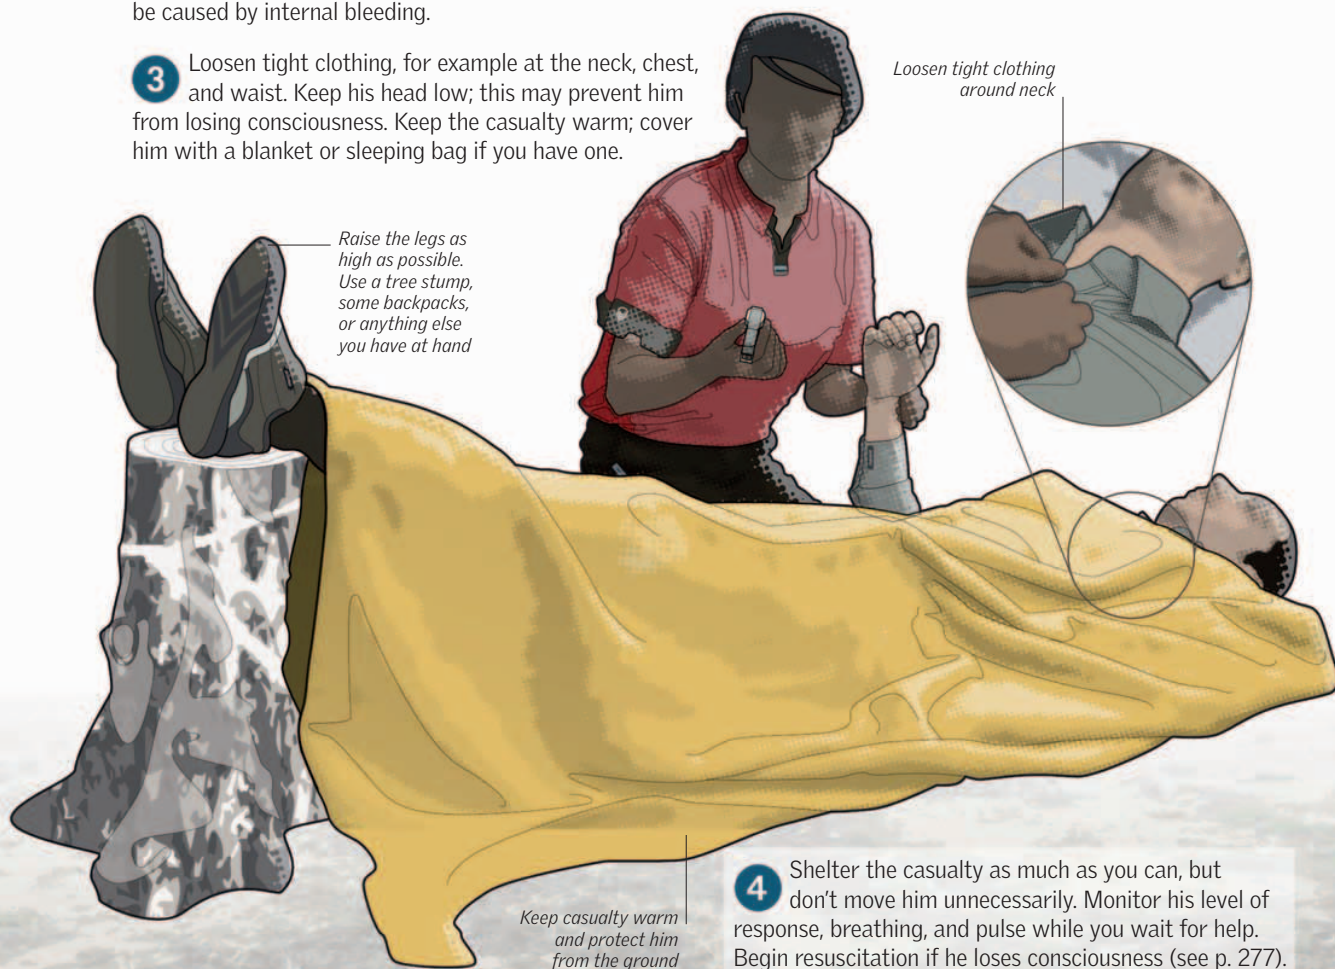 be caused by internal bleeding.
3 Loosen tight clothing, for example at the neck, chest,
and waist. Keep his head low; this may prevent him
from losing consciousness. Keep the casualty warm; cover
him with a blanket or sleeping bag if you have one.
Loosen tight clothing
around neck
Raise the legs as
high as possible.
Use a tree stump,
some backpacks,
or anything else
you have at hand
Keep casualty warm
and protect him
from the ground
4 Shelter the casualty as much as you can, but
don't move him unnecessarily. Monitor his level of
response, breathing, and pulse while you wait for help.
Begin resuscitation if he loses consciousness (see p. 277).